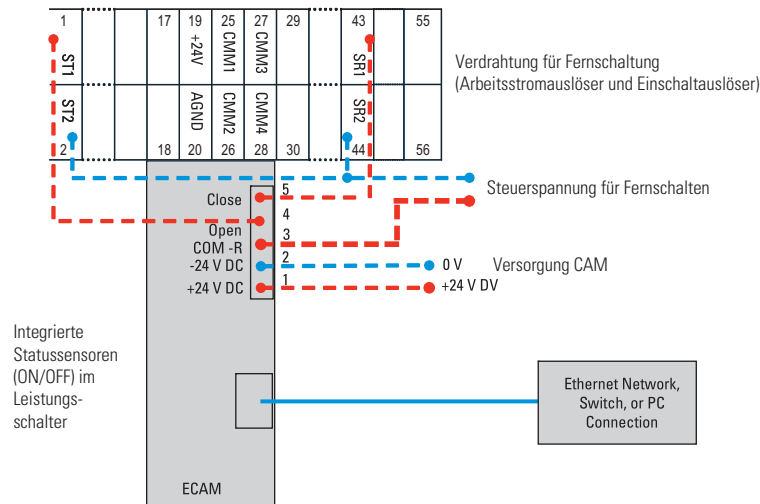 1 17 19 25 27 29 43 55
ST1 +24V CMM1 CMM3 SR1
ST2 AGND CMM2 CMM4 SR2
2 18 20 26 28 30 44 56
Verdrahtung für Fernschaltung
(Arbeitsstromauslöser und Einschaltauslöser)
Steuerspannung für Fernschalten
Close 5
4
Open
COM -R 3
-24 V DC 2 0 V Versorgung CAM
+24 V DC 1 +24 V DV
Integrierte
Statussensoren
(ON/OFF) im
Leistungs-
schalter
Ethernet Network,
Switch, or PC
Connection
ECAM